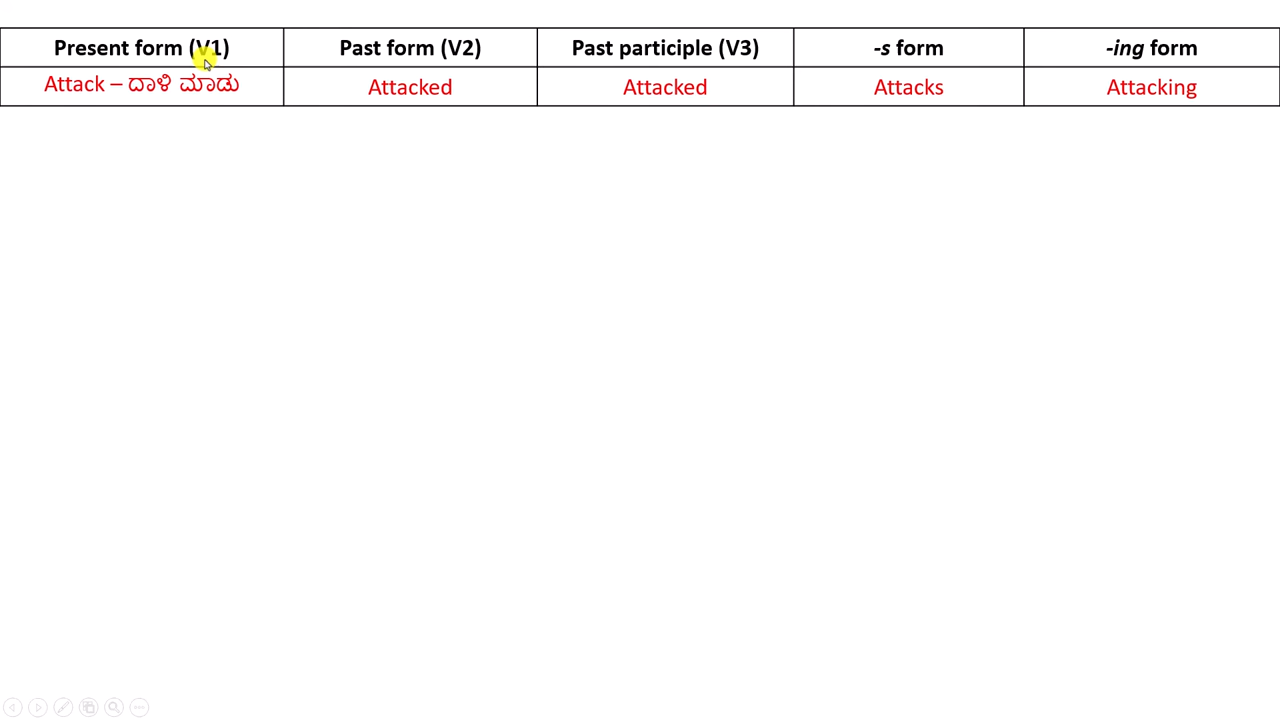 Present form (V1) Past form (V2) Past participle (V3) -s form -ing form
Attack – ದಾಳಿ ಮಾಡು Attacked Attacked Attacks Attacking